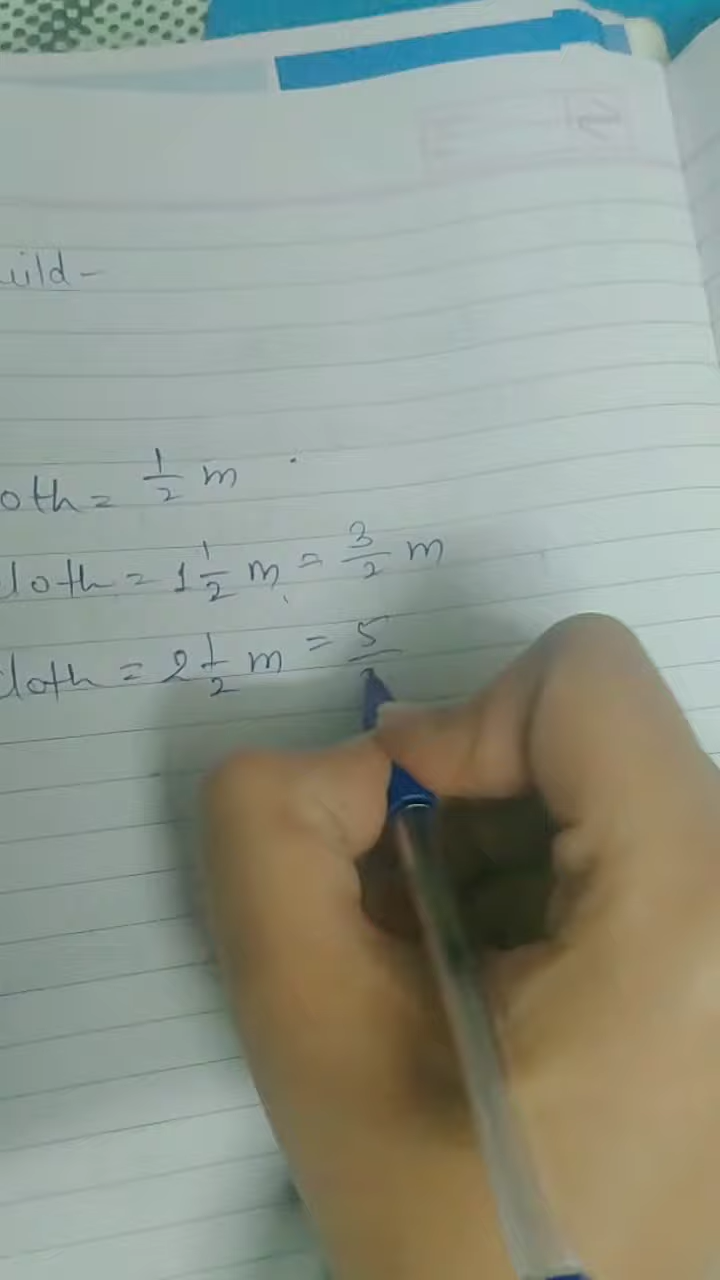 uild -
oth = 1/2 m
loth = 1 1/2 m = 3/2 m
loth = 2 1/2 m = 5/